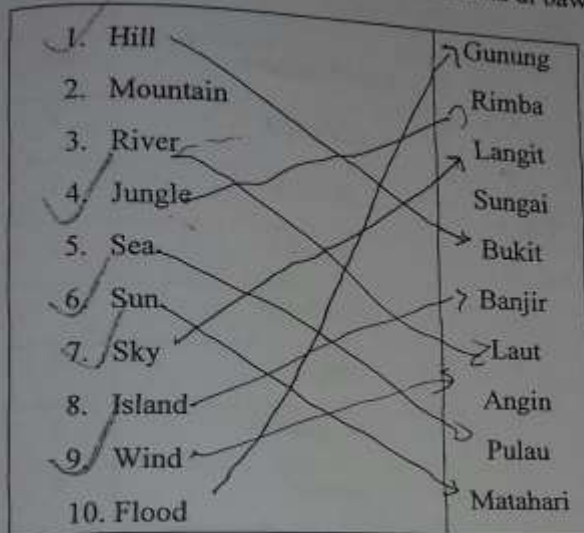 1. Hill
2. Mountain
3. River
4. Jungle
5. Sea
6. Sun
7. Sky
8. Island
9. Wind
10. Flood
Gunung
Rimba
Langit
Sungai
Bukit
Banjir
Laut
Angin
Pulau
Matahari